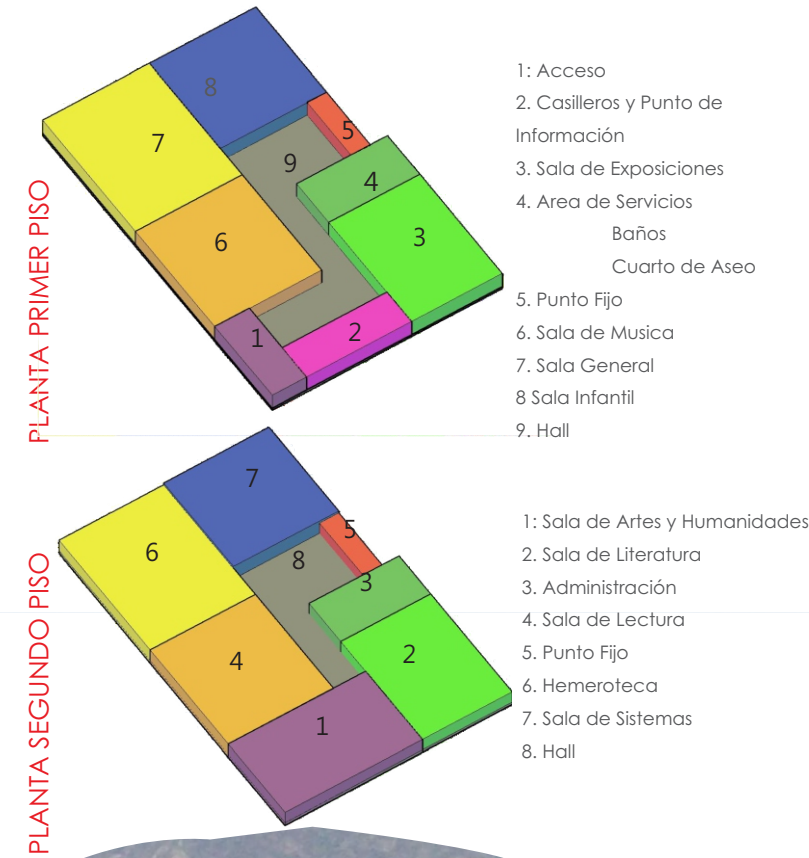 PLANTA PRIMER PISO
8
7
5
9
4
6
3
1
2
1: Acceso
2. Casilleros y Punto de
Información
3. Sala de Exposiciones
4. Area de Servicios
Baños
Cuarto de Aseo
5. Punto Fijo
6. Sala de Musica
7. Sala General
8 Sala Infantil
9. Hall
PLANTA SEGUNDO PISO
7
5
6
8
3
4
2
1
1: Sala de Artes y Humanidades
2. Sala de Literatura
3. Administración
4. Sala de Lectura
5. Punto Fijo
6. Hemeroteca
7. Sala de Sistemas
8. Hall